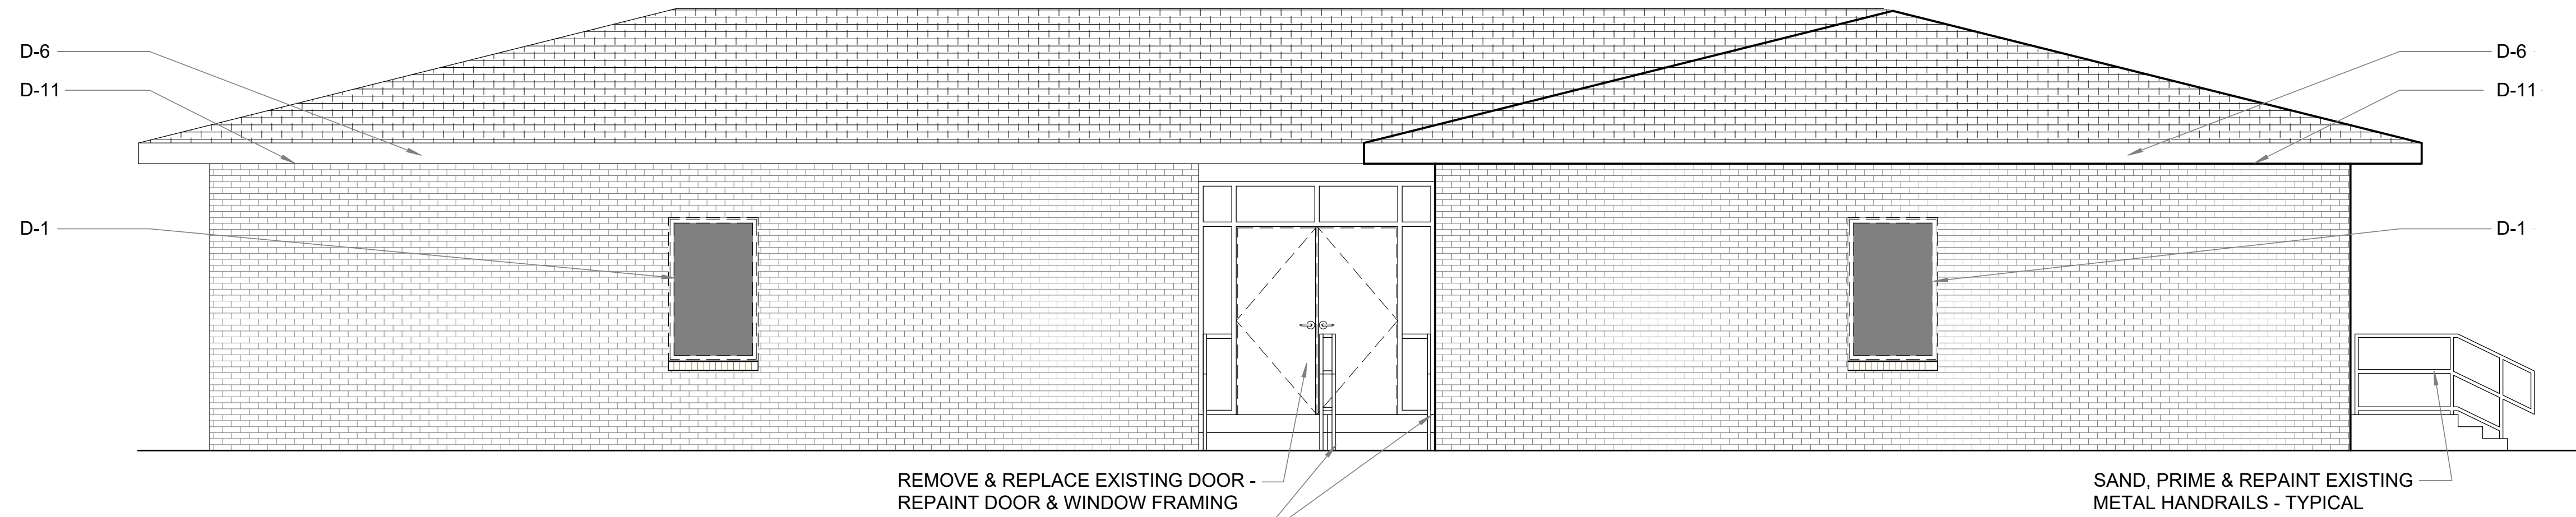 D-6
D-11
D-1
D-6
D-11
D-1
REMOVE & REPLACE EXISTING DOOR -
REPAINT DOOR & WINDOW FRAMING
SAND, PRIME & REPAINT EXISTING
METAL HANDRAILS - TYPICAL